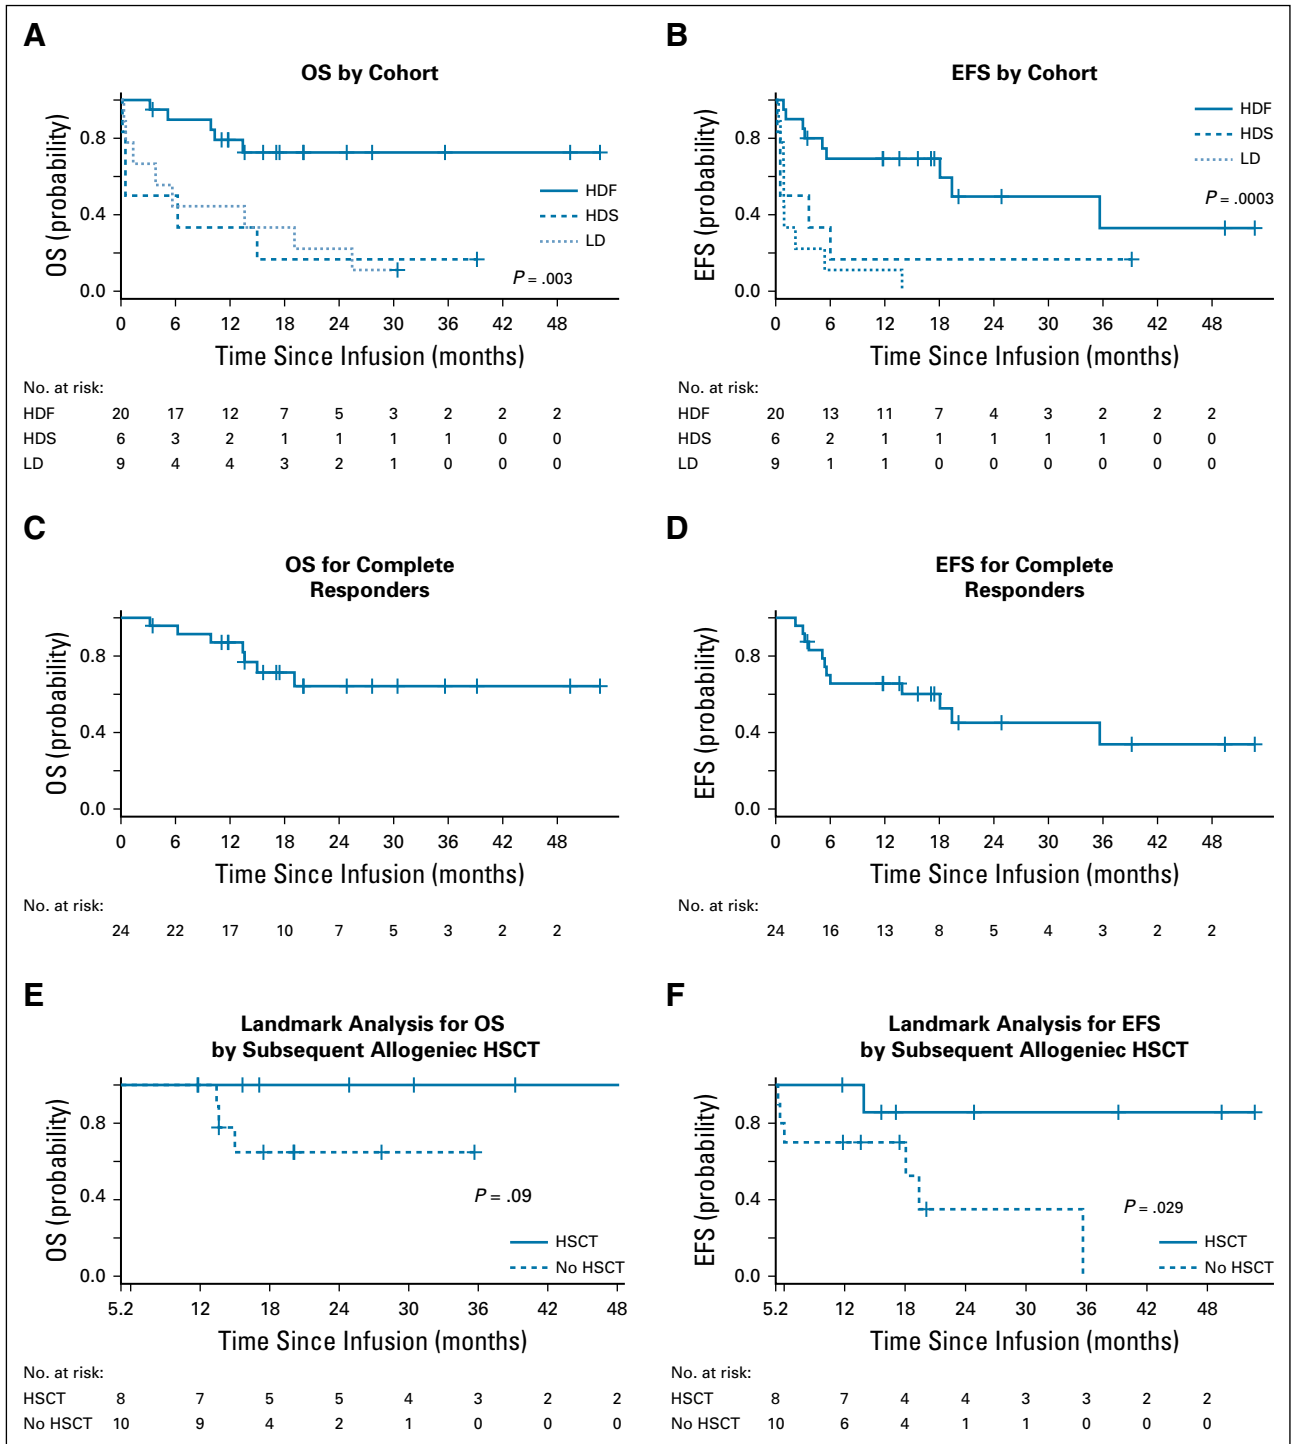 A
OS by Cohort
OS (probability)
0.8
0.4
0.0
HDF
HDS
LD
P = .003
0 6 12 18 24 30 36 42 48
Time Since Infusion (months)
No. at risk:
HDF 20 17 12 7 5 3 2 2 2
HDS 6 3 2 1 1 1 1 0 0
LD 9 4 4 3 2 1 0 0 0
B
EFS by Cohort
EFS (probability)
0.8
0.4
0.0
HDF
HDS
LD
P = .0003
0 6 12 18 24 30 36 42 48
Time Since Infusion (months)
No. at risk:
HDF 20 13 11 7 4 3 2 2 2
HDS 6 2 1 1 1 1 1 0 0
LD 9 1 1 0 0 0 0 0 0
C
OS for Complete
Responders
OS (probability)
0.8
0.4
0.0
0 6 12 18 24 30 36 42 48
Time Since Infusion (months)
No. at risk:
24 22 17 10 7 5 3 2 2
D
EFS for Complete
Responders
EFS (probability)
0.8
0.4
0.0
0 6 12 18 24 30 36 42 48
Time Since Infusion (months)
No. at risk:
24 16 13 8 5 4 3 2 2
E
Landmark Analysis for OS
by Subsequent Allogeniec HSCT
OS (probability)
0.8
0.4
0.0
P = .09
HSCT
No HSCT
5.2 12 18 24 30 36 42 48
Time Since Infusion (months)
No. at risk:
HSCT 8 7 5 5 4 3 2 2
No HSCT 10 9 4 2 1 0 0 0
F
Landmark Analysis for EFS
by Subsequent Allogeniec HSCT
EFS (probability)
0.8
0.4
0.0
P = .029
HSCT
No HSCT
5.2 12 18 24 30 36 42 48
Time Since Infusion (months)
No. at risk:
HSCT 8 7 4 4 3 3 2 2
No HSCT 10 6 4 1 1 0 0 0